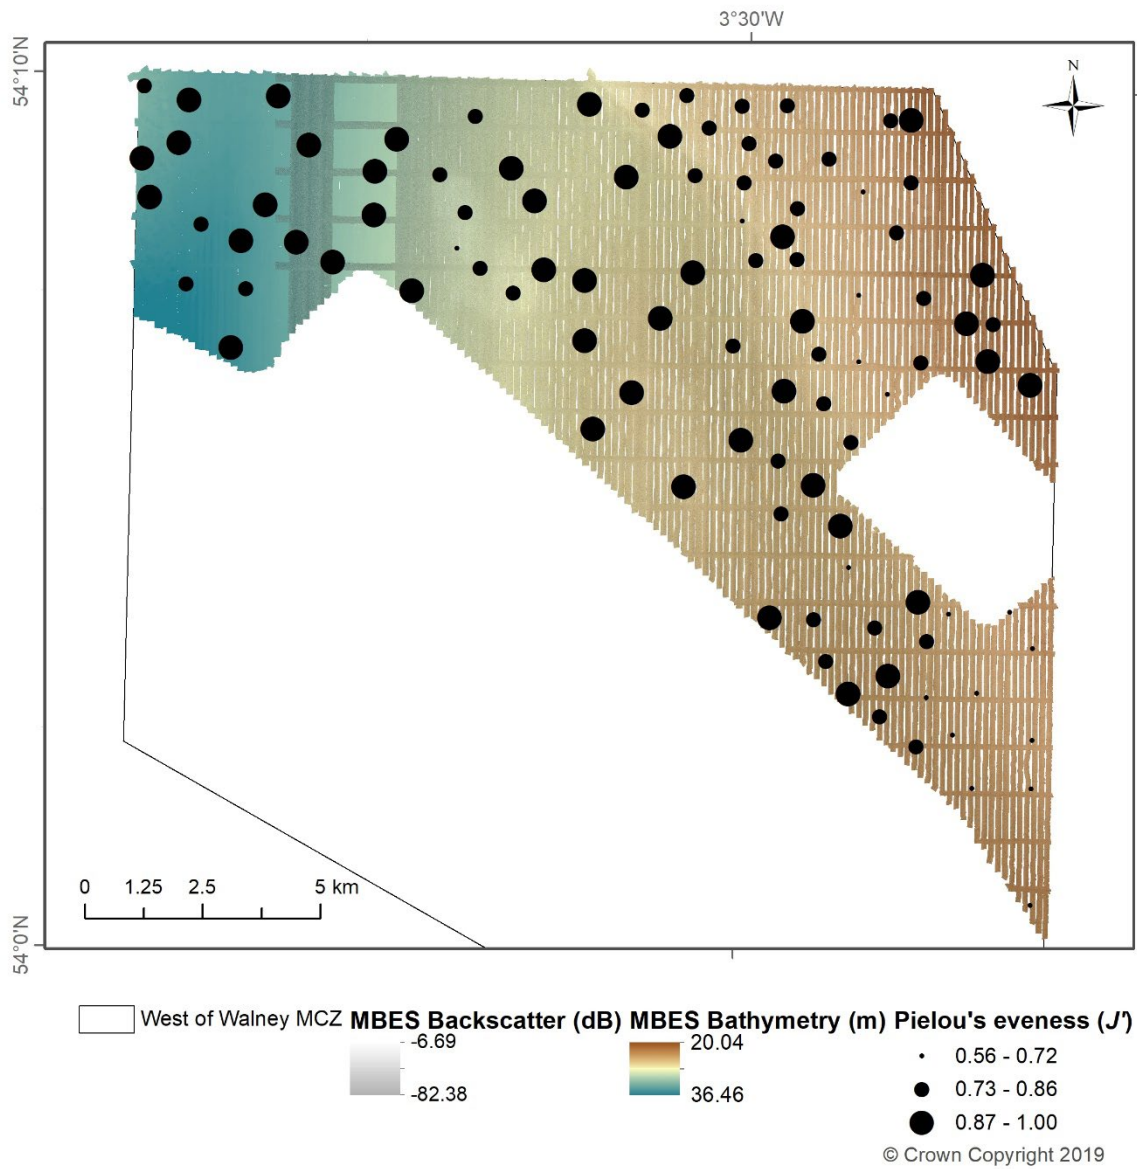 3°30'W
54°10'N
N
0 1.25 2.5 5 km
54°0'N
West of Walney MCZ
MBES Backscatter (dB)
-6.69
-82.38
MBES Bathymetry (m)
20.04
36.46
Pielou's eveness (J')
0.56 - 0.72
0.73 - 0.86
0.87 - 1.00
© Crown Copyright 2019